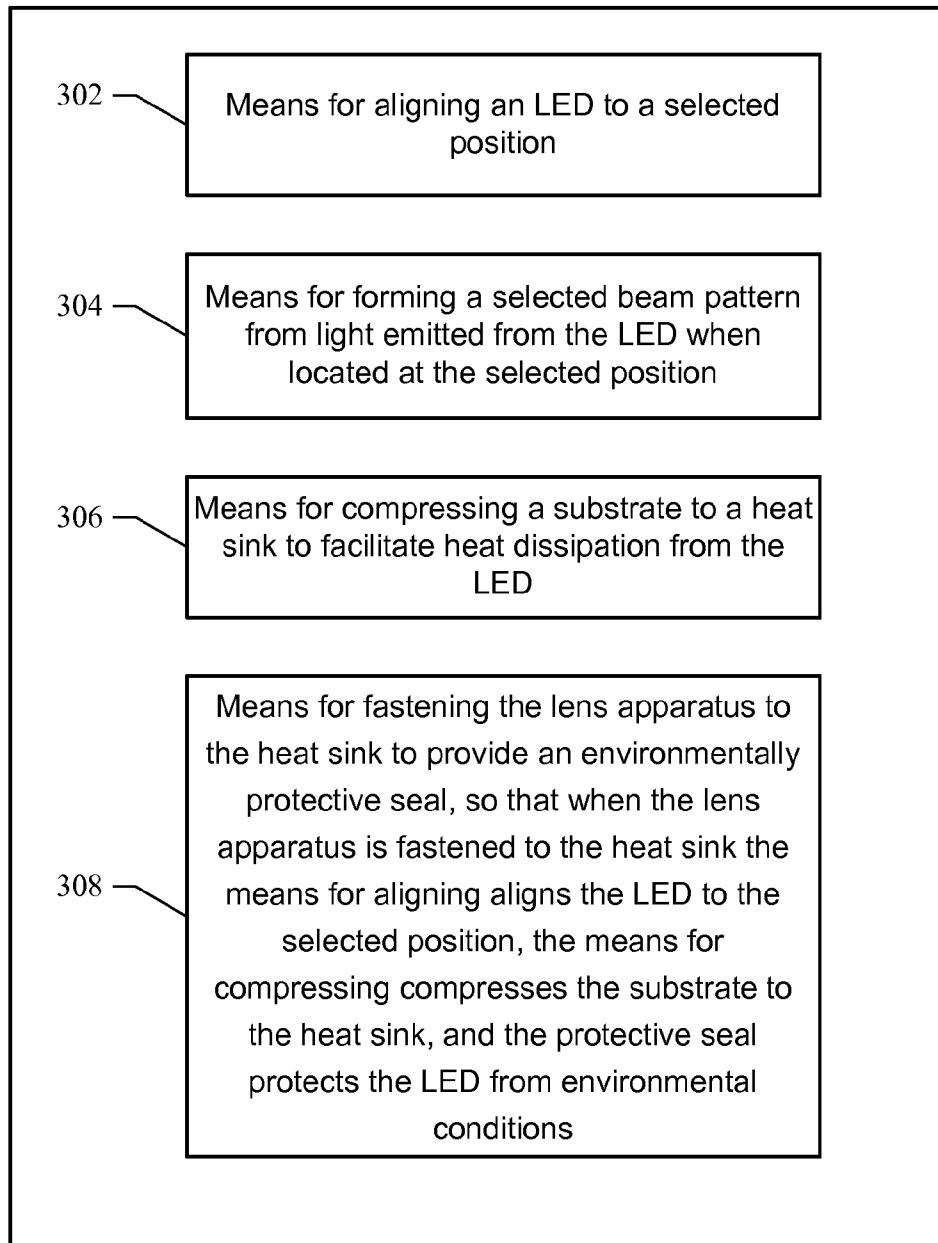 302
Means for aligning an LED to a selected
position
304
Means for forming a selected beam pattern
from light emitted from the LED when
located at the selected position
306
Means for compressing a substrate to a heat
sink to facilitate heat dissipation from the
LED
308
Means for fastening the lens apparatus to
the heat sink to provide an environmentally
protective seal, so that when the lens
apparatus is fastened to the heat sink the
means for aligning aligns the LED to the
selected position, the means for
compressing compresses the substrate to
the heat sink, and the protective seal
protects the LED from environmental
conditions